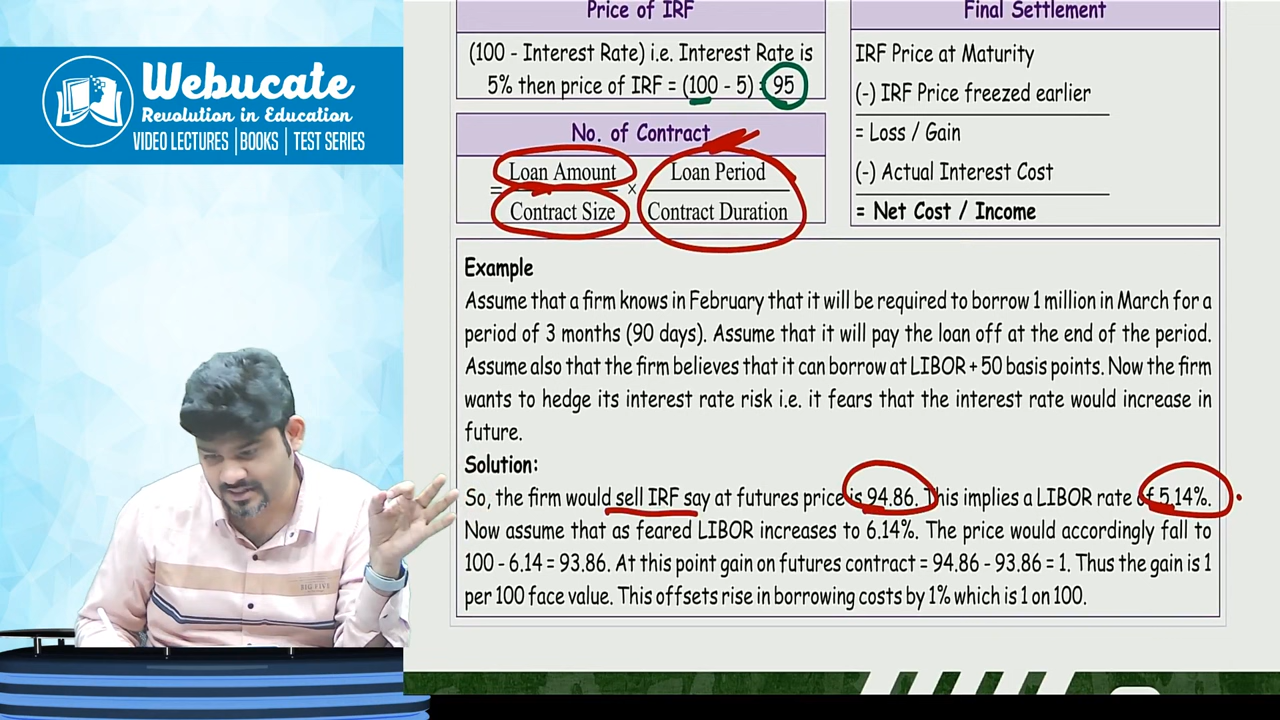 Webucate
Revolution in Education
VIDEO LECTURES | BOOKS | TEST SERIES
Price of IRF
(100 - Interest Rate) i.e. Interest Rate is
5% then price of IRF = (100 - 5) = 95
No. of Contract
= Loan Amount / Contract Size × Loan Period / Contract Duration
Final Settlement
IRF Price at Maturity
(-) IRF Price freezed earlier
= Loss / Gain
(-) Actual Interest Cost
= Net Cost / Income
Example
Assume that a firm knows in February that it will be required to borrow 1 million in March for a
period of 3 months (90 days). Assume that it will pay the loan off at the end of the period.
Assume also that the firm believes that it can borrow at LIBOR + 50 basis points. Now the firm
wants to hedge its interest rate risk i.e. it fears that the interest rate would increase in
future.
Solution:
So, the firm would sell IRF say at futures price is 94.86. This implies a LIBOR rate of 5.14%.
Now assume that as feared LIBOR increases to 6.14%. The price would accordingly fall to
100 - 6.14 = 93.86. At this point gain on futures contract = 94.86 - 93.86 = 1. Thus the gain is 1
per 100 face value. This offsets rise in borrowing costs by 1% which is 1 on 100.